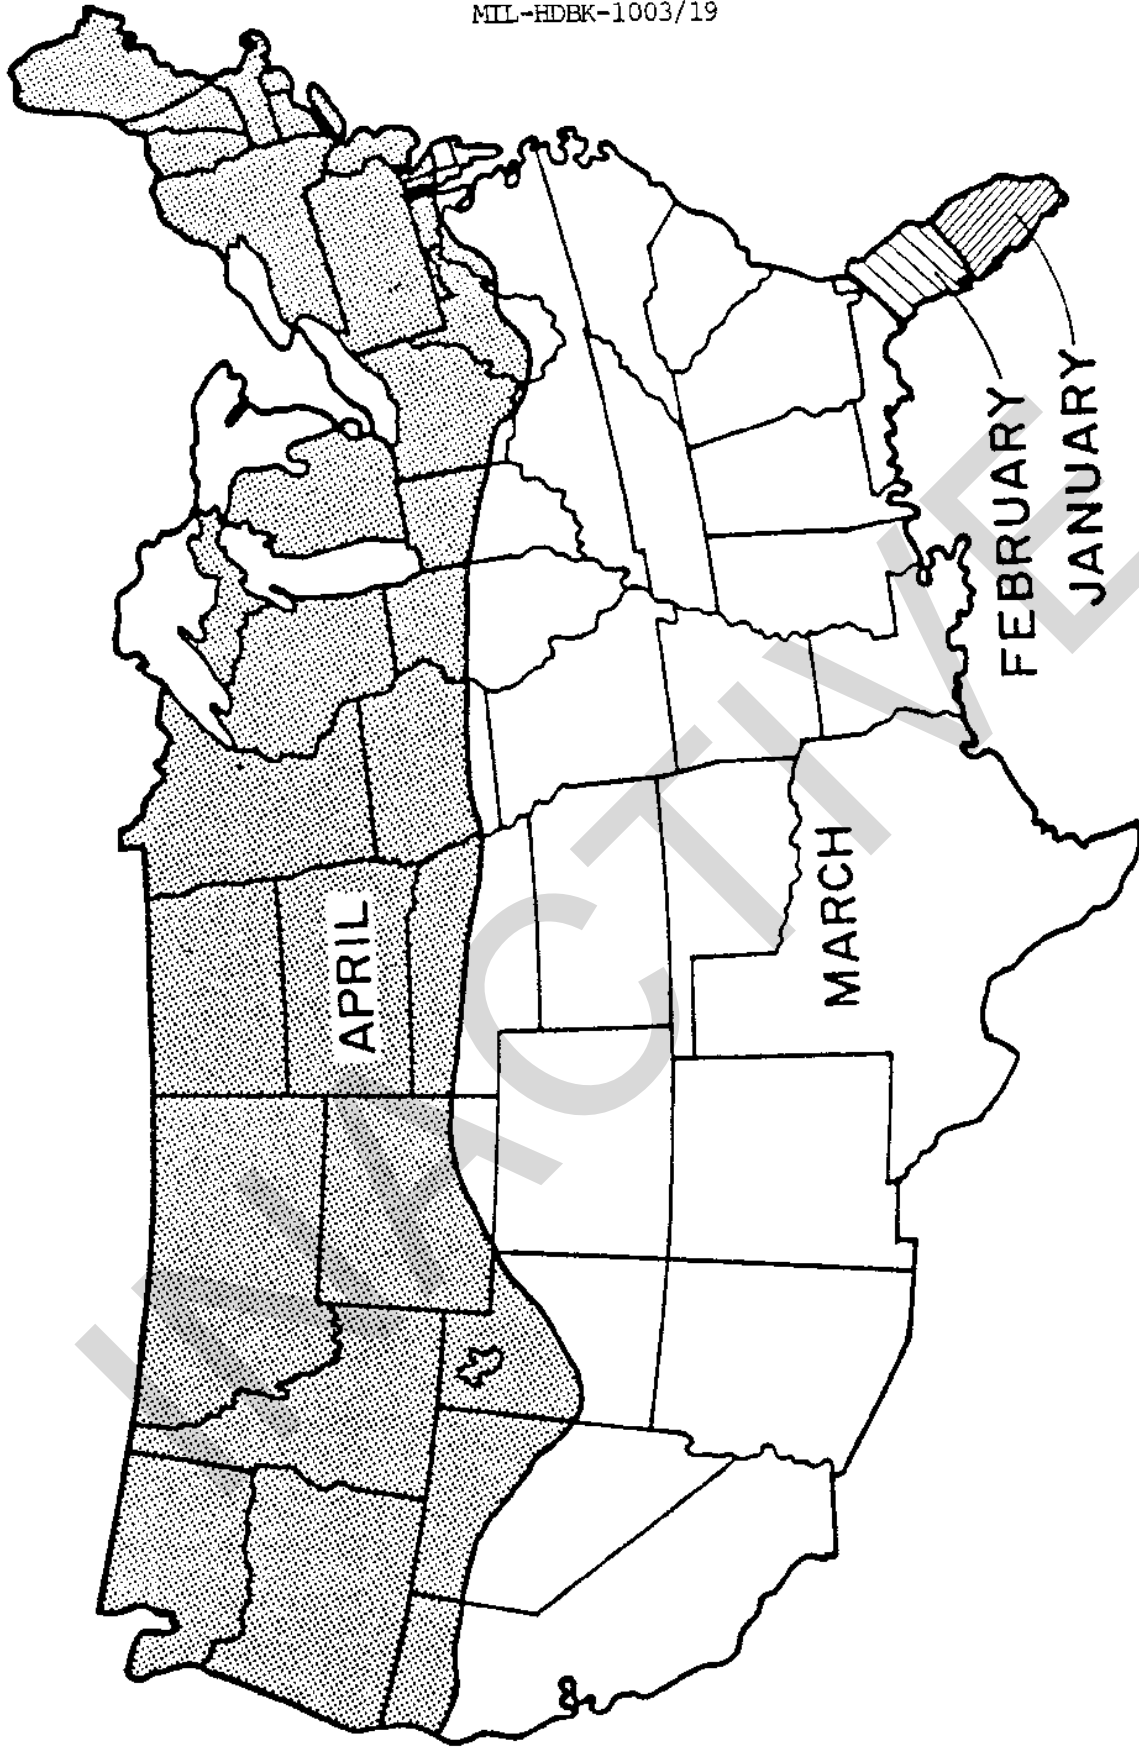 MIL-HDBK-1003/19
APRIL
MARCH
FEBRUARY
JANUARY
INACTIVE